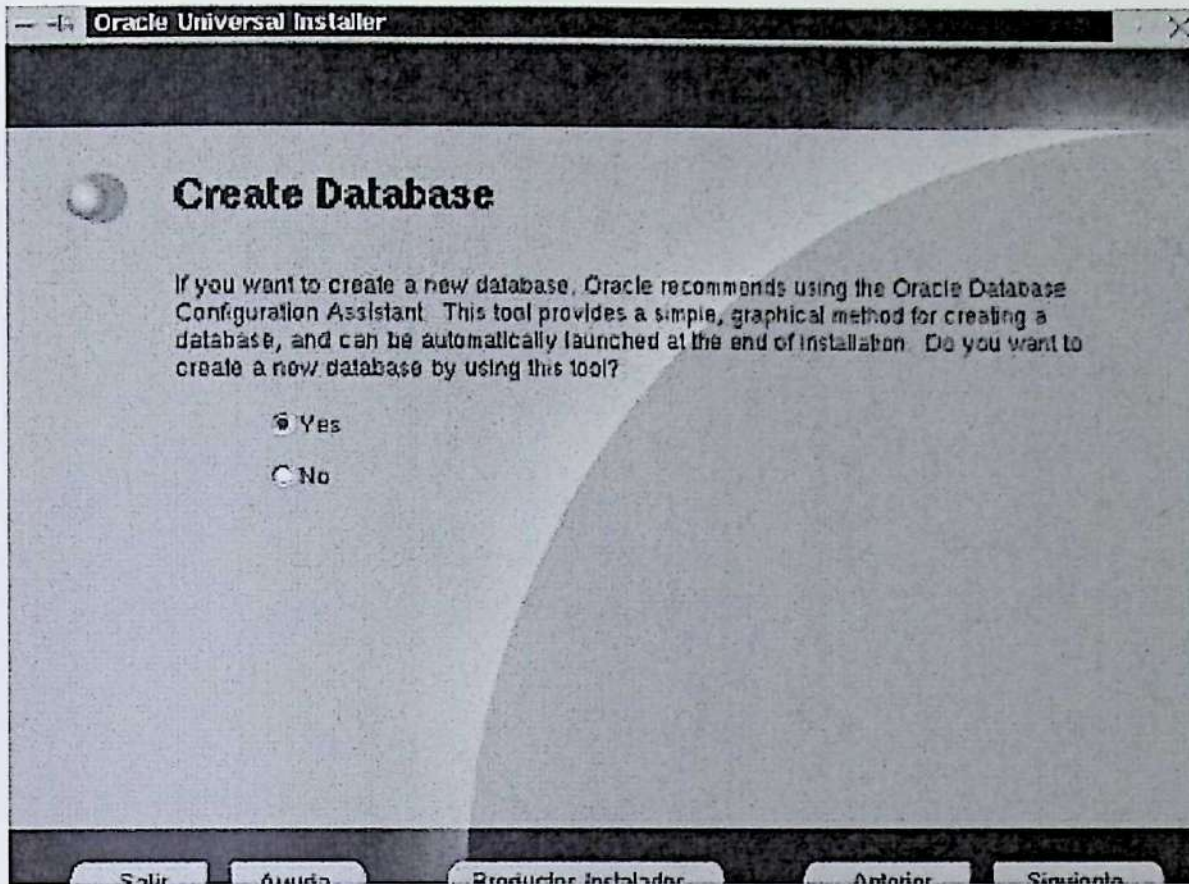 Oracle Universal Installer
Create Database
If you want to create a new database, Oracle recommends using the Oracle Database
Configuration Assistant. This tool provides a simple, graphical method for creating a
database, and can be automatically launched at the end of installation. Do you want to
create a new database by using this tool?
Yes
No
Salir Ayuda Productos Instalados... Anterior Siguiente